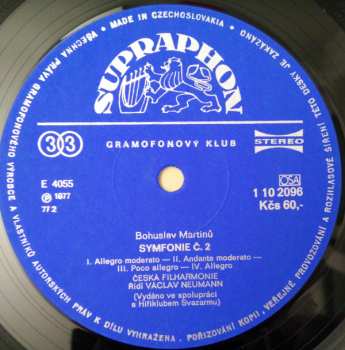 VŠECHNA PRÁVA GRAMOFONOVÉHO VÝROBCE A VLASTNÍKŮ AUTORSKÝCH PRÁV K DÍLU VYHRAŽENA. POŘIZOVÁNÍ KOPIÍ, VEŘEJNÉ PROVOZOVÁNÍ A ROZHLASOVÉ ŠÍŘENÍ TÉTO DESKY JE ZAKÁZÁNO
• MADE IN CZECHOSLOVAKIA •
SUPRAPHON
33
GRAMOFONOVÝ KLUB
STEREO
E 4055
℗ 1977
77 2
OSA
1 10 2096
Kčs 60,-
Bohuslav Martinů
SYMFONIE Č. 2
I. Allegro moderato — II. Andante moderato —
III. Poco allegro — IV. Allegro
ČESKÁ FILHARMONIE
Řídí VÁCLAV NEUMANN
(Vydáno ve spolupráci
s Hifiklubem Svazarmu)